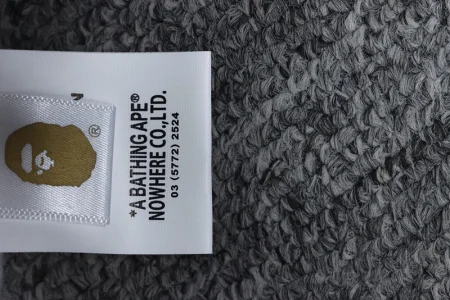 *A BATHING APE®
NOWHERE CO.,LTD.
03 (5772) 2524
®